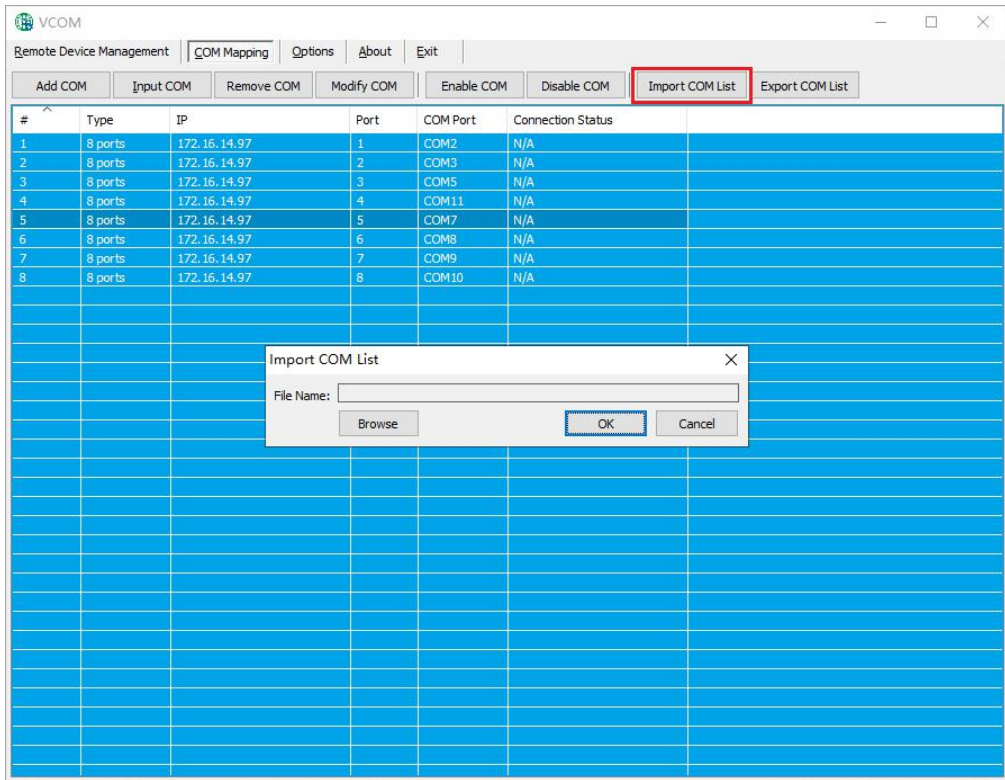 VCOM
Remote Device Management COM Mapping Options About Exit
Add COM Input COM Remove COM Modify COM Enable COM Disable COM Import COM List Export COM List
# Type IP Port COM Port Connection Status
1 8 ports 172.16.14.97 1 COM2 N/A
2 8 ports 172.16.14.97 2 COM3 N/A
3 8 ports 172.16.14.97 3 COM5 N/A
4 8 ports 172.16.14.97 4 COM11 N/A
5 8 ports 172.16.14.97 5 COM7 N/A
6 8 ports 172.16.14.97 6 COM8 N/A
7 8 ports 172.16.14.97 7 COM9 N/A
8 8 ports 172.16.14.97 8 COM10 N/A
Import COM List
File Name:
Browse OK Cancel